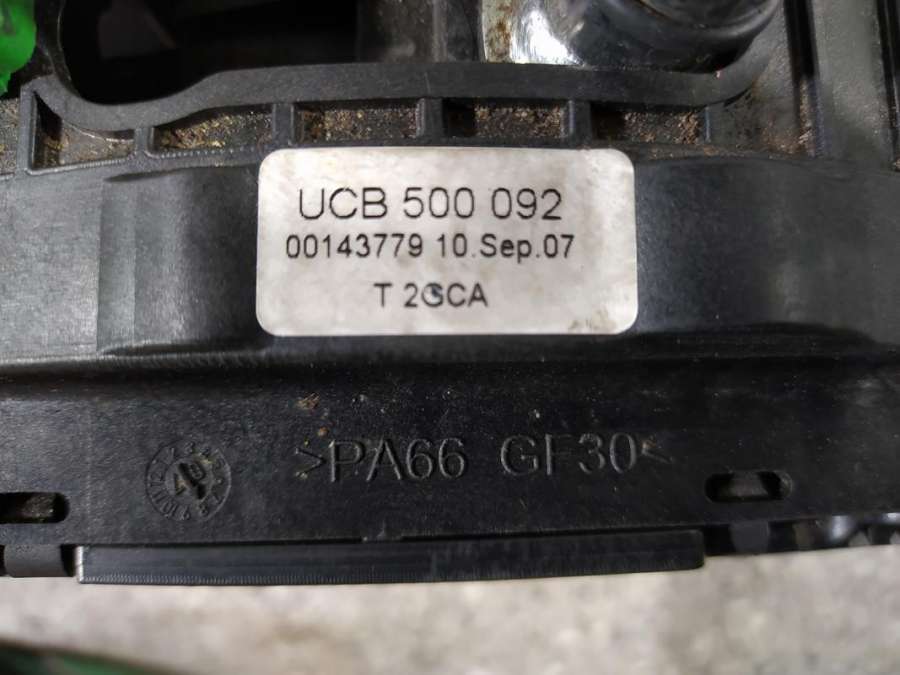 UCB 500 092
00143779 10.Sep.07
T 2GCA
>PA66 GF30<